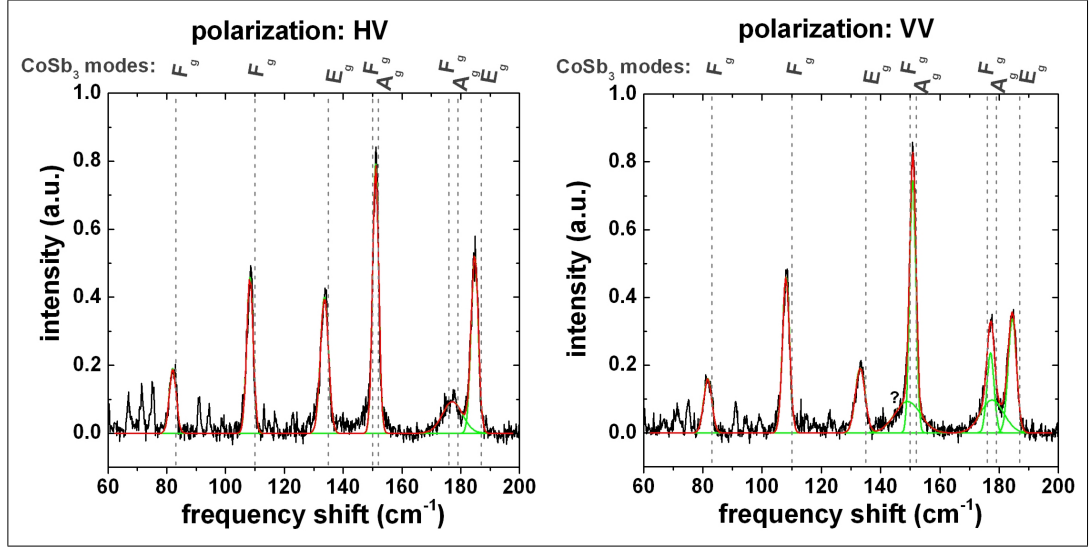 polarization: HV
CoSb3 modes: Fg Fg Eg Fg Ag Fg Ag Eg
1.0
0.8
0.6
0.4
0.2
0.0
intensity (a.u.)
60 80 100 120 140 160 180 200
frequency shift (cm-1)
polarization: VV
CoSb3 modes: Fg Fg Eg Fg Ag Fg Ag Eg
1.0
0.8
0.6
0.4
0.2
0.0
intensity (a.u.)
?
60 80 100 120 140 160 180 200
frequency shift (cm-1)